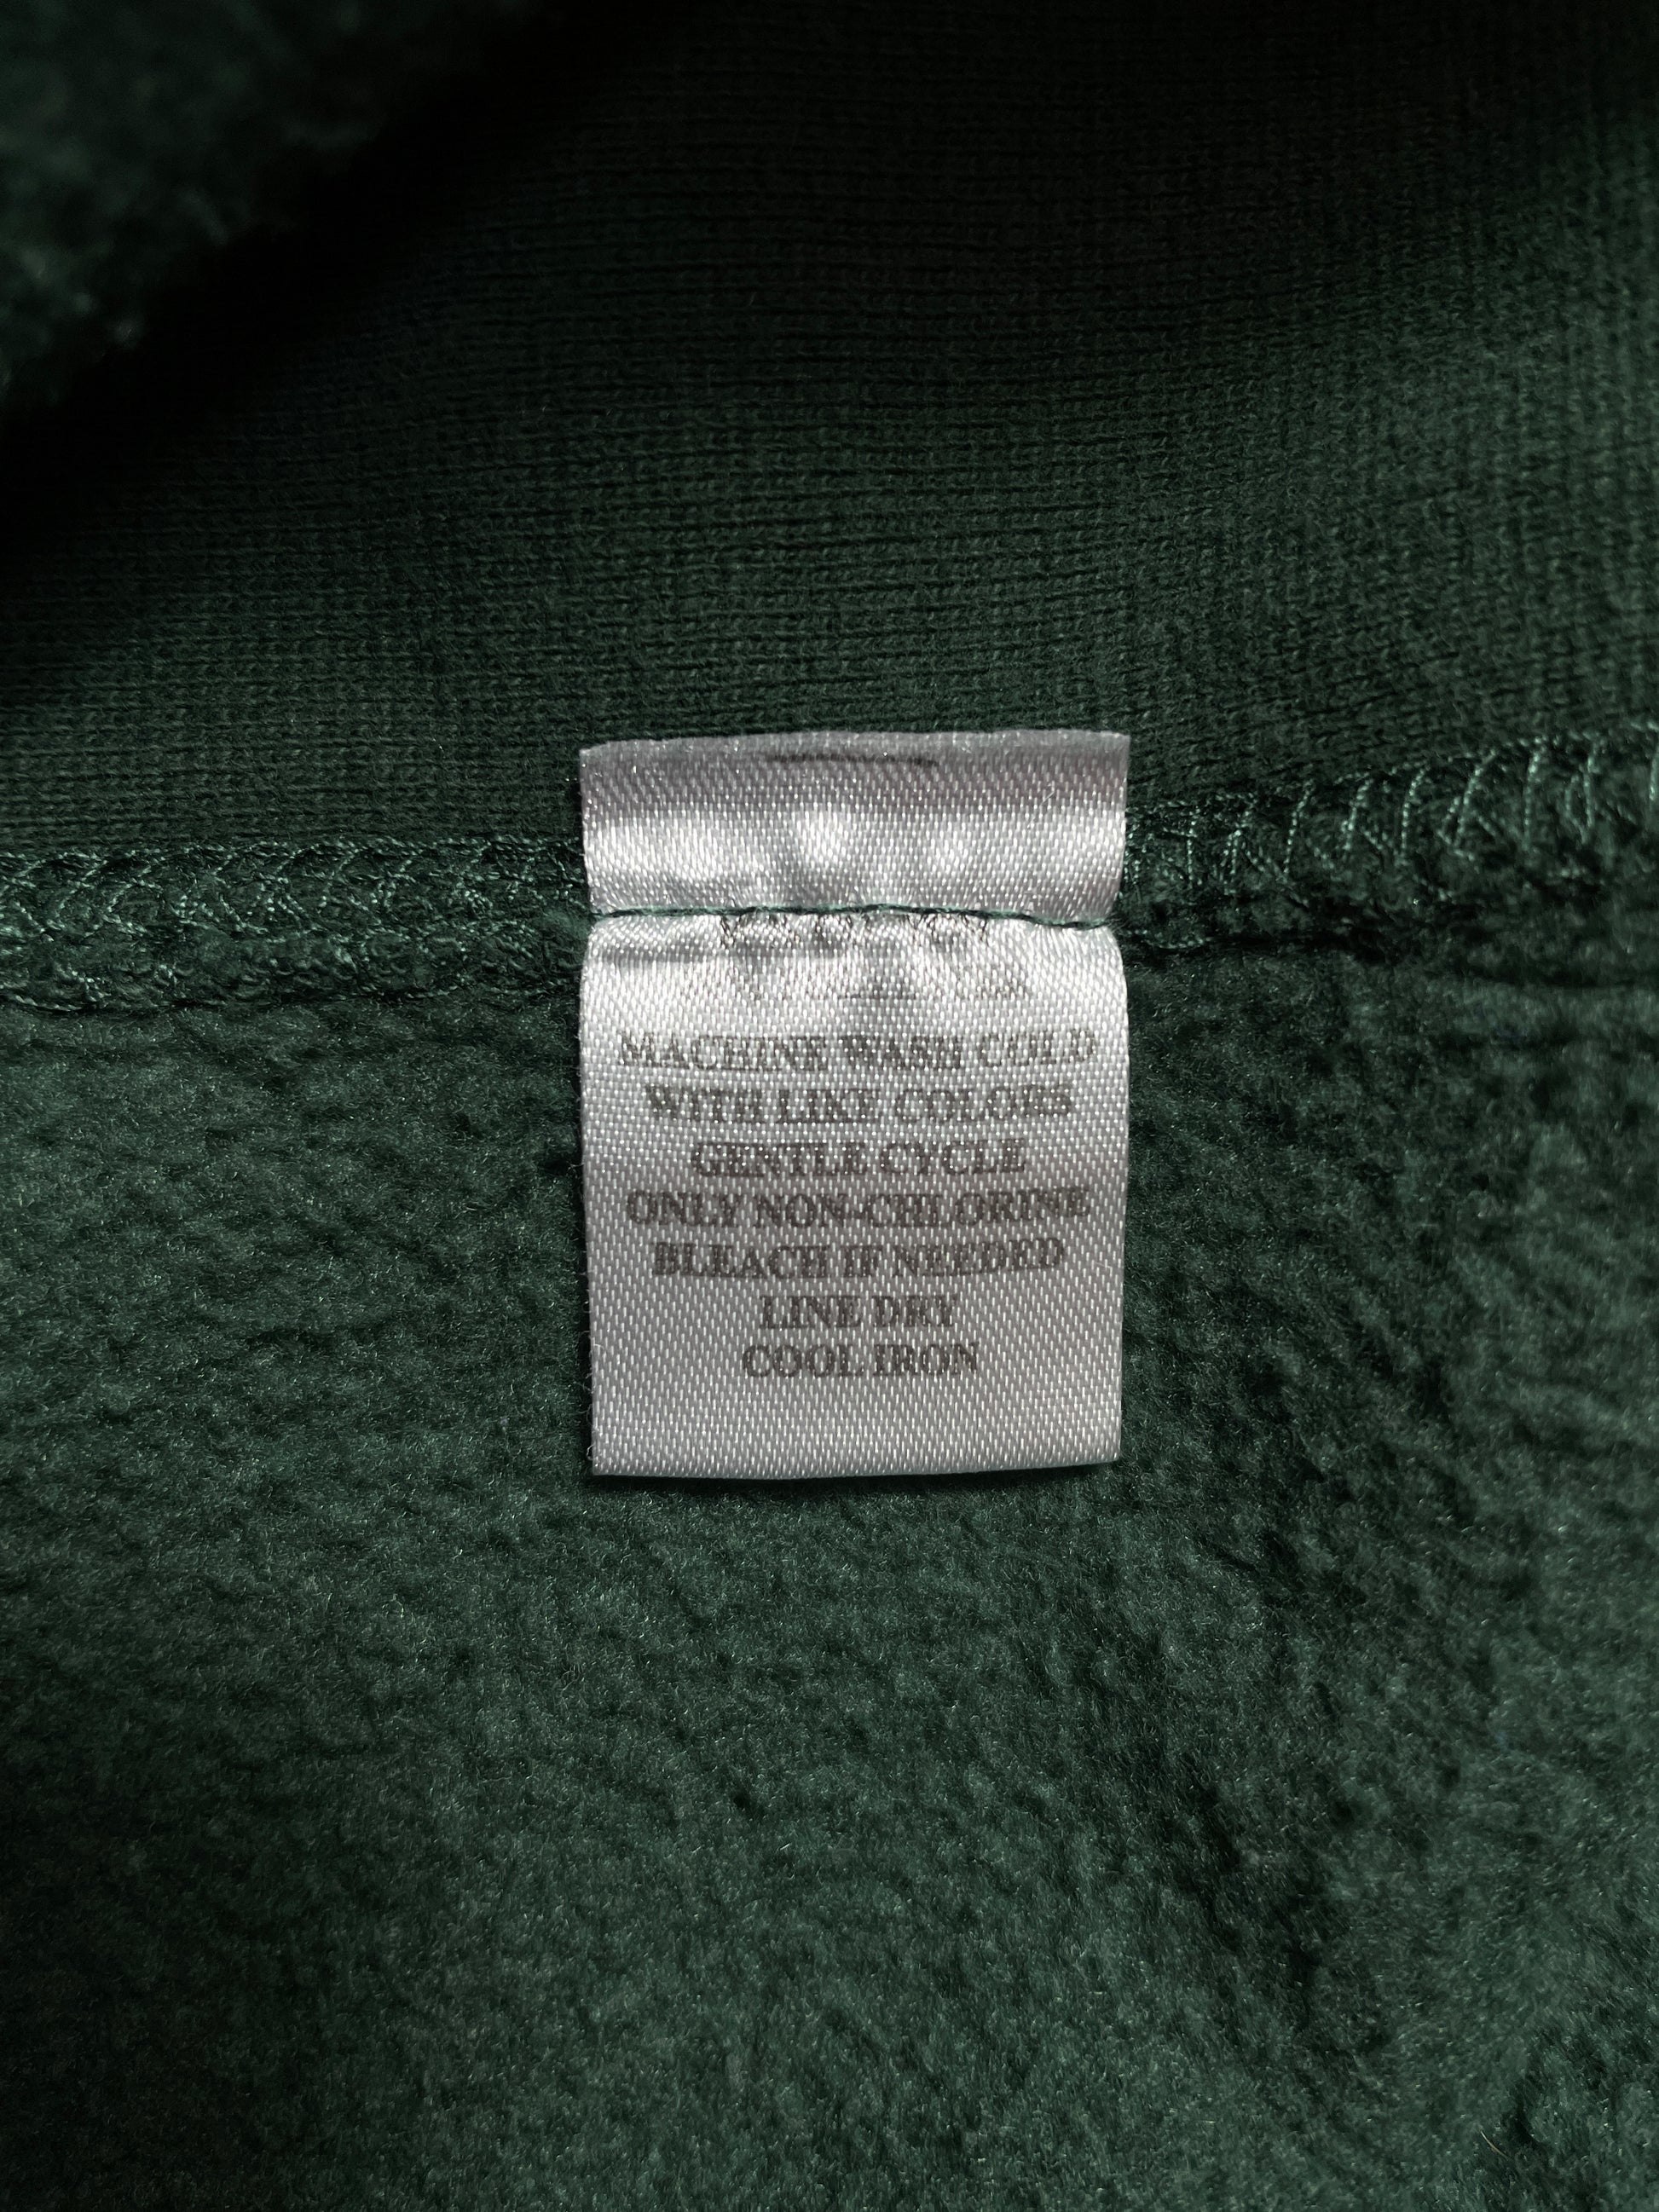 MACHINE WASH COLD
WITH LIKE COLORS
GENTLE CYCLE
ONLY NON-CHLORINE
BLEACH IF NEEDED
LINE DRY
COOL IRON